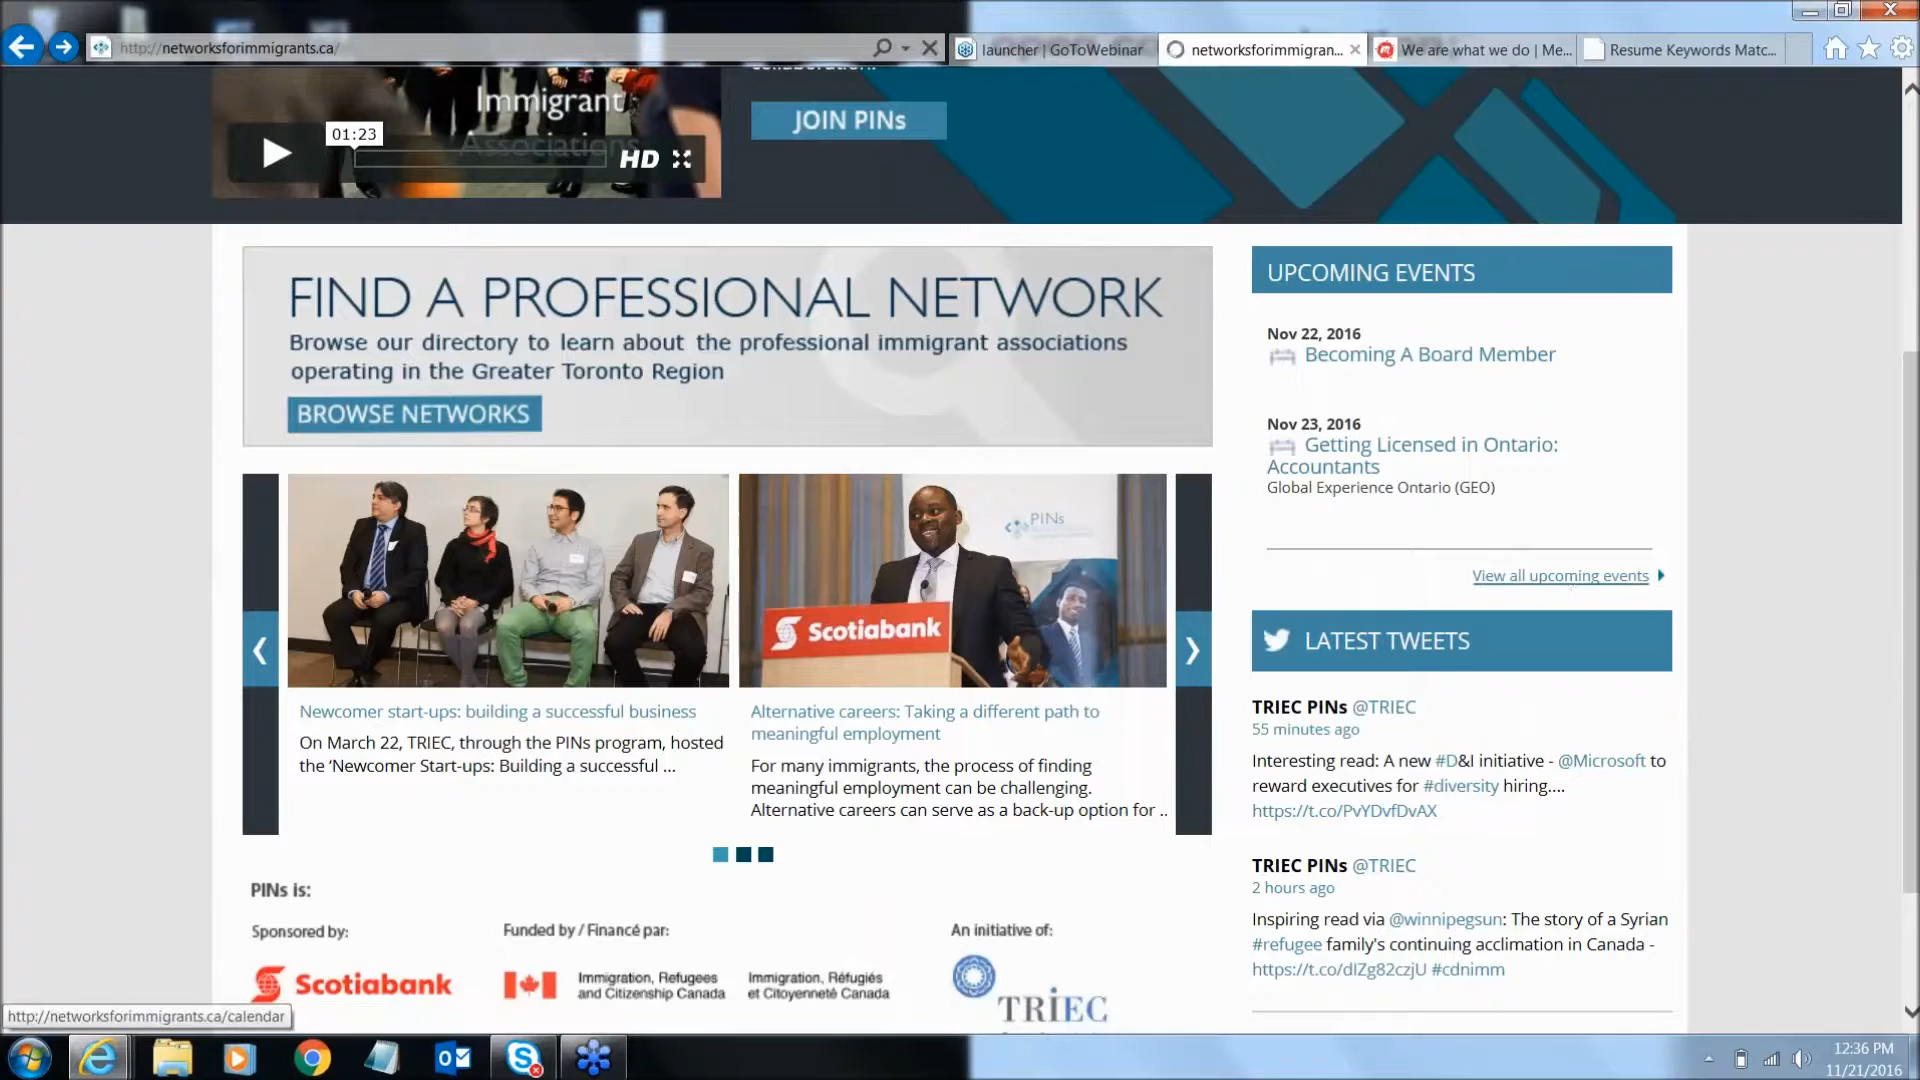 http://networksforimmigrants.ca/
launcher | GoToWebinar
networksforimmigran...
We are what we do | Me...
Resume Keywords Matc...
Immigrant
Associations
01:23
HD
collaboration.
JOIN PINs
FIND A PROFESSIONAL NETWORK
Browse our directory to learn about the professional immigrant associations
operating in the Greater Toronto Region
BROWSE NETWORKS
UPCOMING EVENTS
Nov 22, 2016
Becoming A Board Member
Nov 23, 2016
Getting Licensed in Ontario:
Accountants
Global Experience Ontario (GEO)
View all upcoming events
PINs
Scotiabank
Newcomer start-ups: building a successful business
On March 22, TRIEC, through the PINs program, hosted
the ‘Newcomer Start-ups: Building a successful ...
Alternative careers: Taking a different path to
meaningful employment
For many immigrants, the process of finding
meaningful employment can be challenging.
Alternative careers can serve as a back-up option for ..
LATEST TWEETS
TRIEC PINs @TRIEC
55 minutes ago
Interesting read: A new #D&I initiative - @Microsoft to
reward executives for #diversity hiring....
https://t.co/PvYDvfDvAX
TRIEC PINs @TRIEC
2 hours ago
Inspiring read via @winnipegsun: The story of a Syrian
#refugee family's continuing acclimation in Canada -
https://t.co/dIZg82czjU #cdnimm
PINs is:
Sponsored by:
Scotiabank
Funded by / Financé par:
Immigration, Refugees
and Citizenship Canada
Immigration, Réfugiés
et Citoyenneté Canada
An initiative of:
TRIEC
http://networksforimmigrants.ca/calendar
12:36 PM
11/21/2016